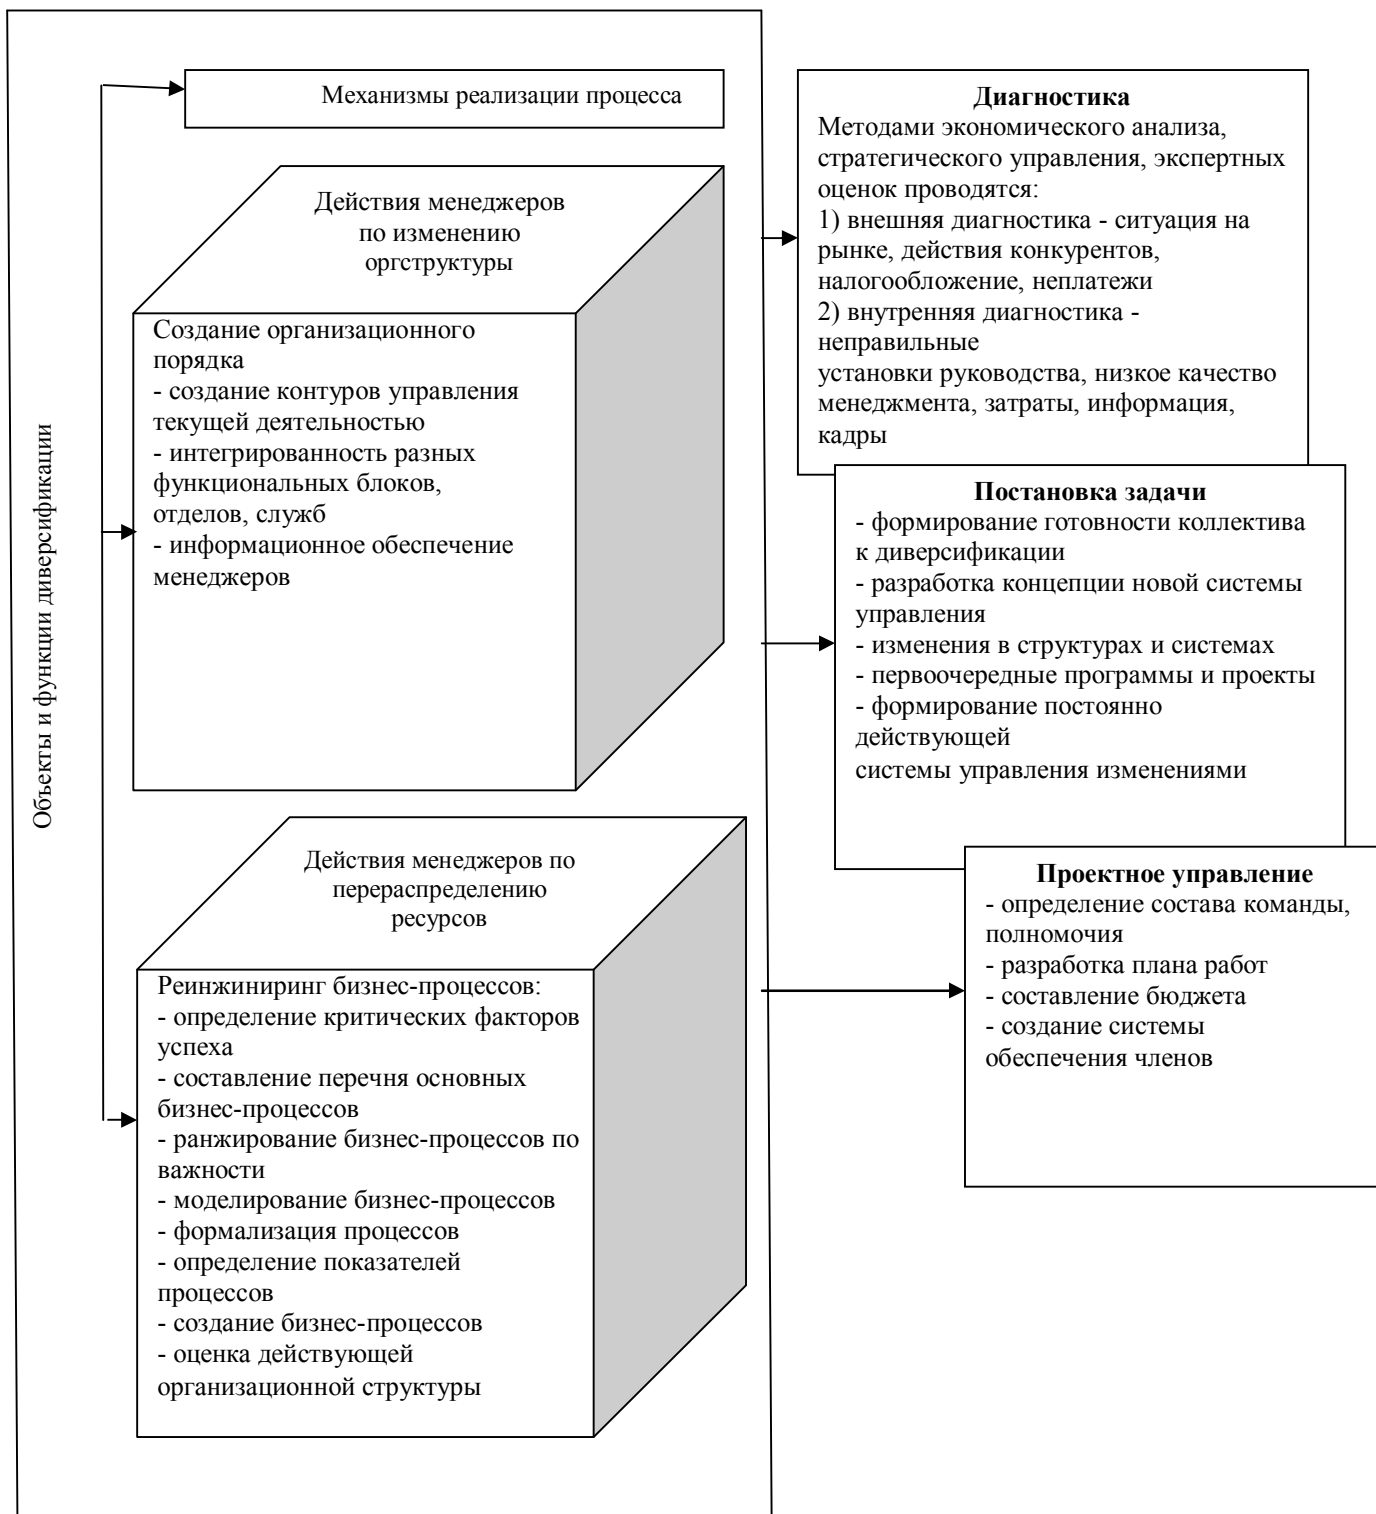 Объекты и функции диверсификации
Механизмы реализации процесса
Действия менеджеров
по изменению
оргструктуры
Создание организационного
порядка
- создание контуров управления
текущей деятельностью
- интегрированность разных
функциональных блоков,
отделов, служб
- информационное обеспечение
менеджеров
Действия менеджеров по
перераспределению
ресурсов
Реинжиниринг бизнес-процессов:
- определение критических факторов
успеха
- составление перечня основных
бизнес-процессов
- ранжирование бизнес-процессов по
важности
- моделирование бизнес-процессов
- формализация процессов
- определение показателей
процессов
- создание бизнес-процессов
- оценка действующей
организационной структуры
Диагностика
Методами экономического анализа,
стратегического управления, экспертных
оценок проводятся:
1) внешняя диагностика - ситуация на
рынке, действия конкурентов,
налогообложение, неплатежи
2) внутренняя диагностика -
неправильные
установки руководства, низкое качество
менеджмента, затраты, информация,
кадры
Постановка задачи
- формирование готовности коллектива
к диверсификации
- разработка концепции новой системы
управления
- изменения в структурах и системах
- первоочередные программы и проекты
- формирование постоянно
действующей
системы управления изменениями
Проектное управление
- определение состава команды,
полномочия
- разработка плана работ
- составление бюджета
- создание системы
обеспечения членов